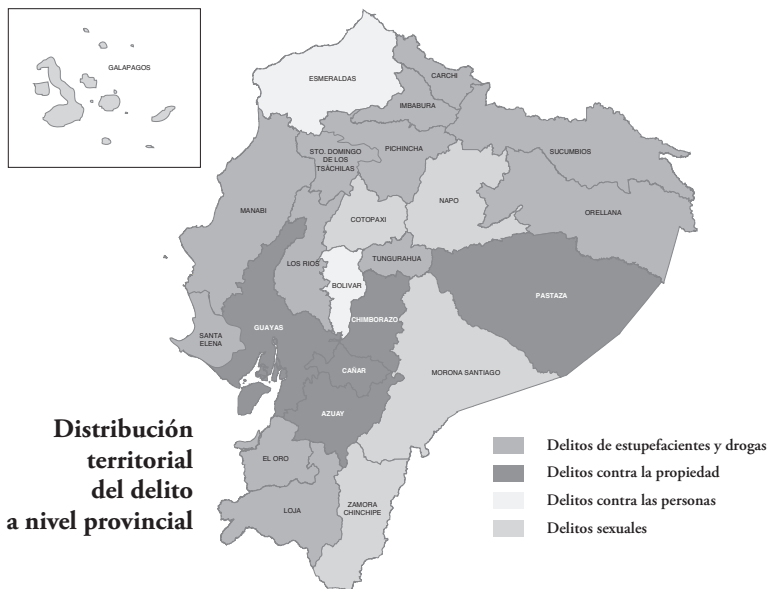 GALAPAGOS
ESMERALDAS
CARCHI
IMBABURA
PICHINCHA
STO. DOMINGO
DE LOS
TSÁCHILAS
SUCUMBIOS
NAPO
ORELLANA
MANABI
COTOPAXI
LOS RIOS
TUNGURAHUA
BOLIVAR
PASTAZA
CHIMBORAZO
GUAYAS
SANTA
ELENA
CAÑAR
MORONA SANTIAGO
AZUAY
EL ORO
LOJA
ZAMORA
CHINCHIPE
Distribución
territorial
del delito
a nivel provincial
Delitos de estupefacientes y drogas
Delitos contra la propiedad
Delitos contra las personas
Delitos sexuales